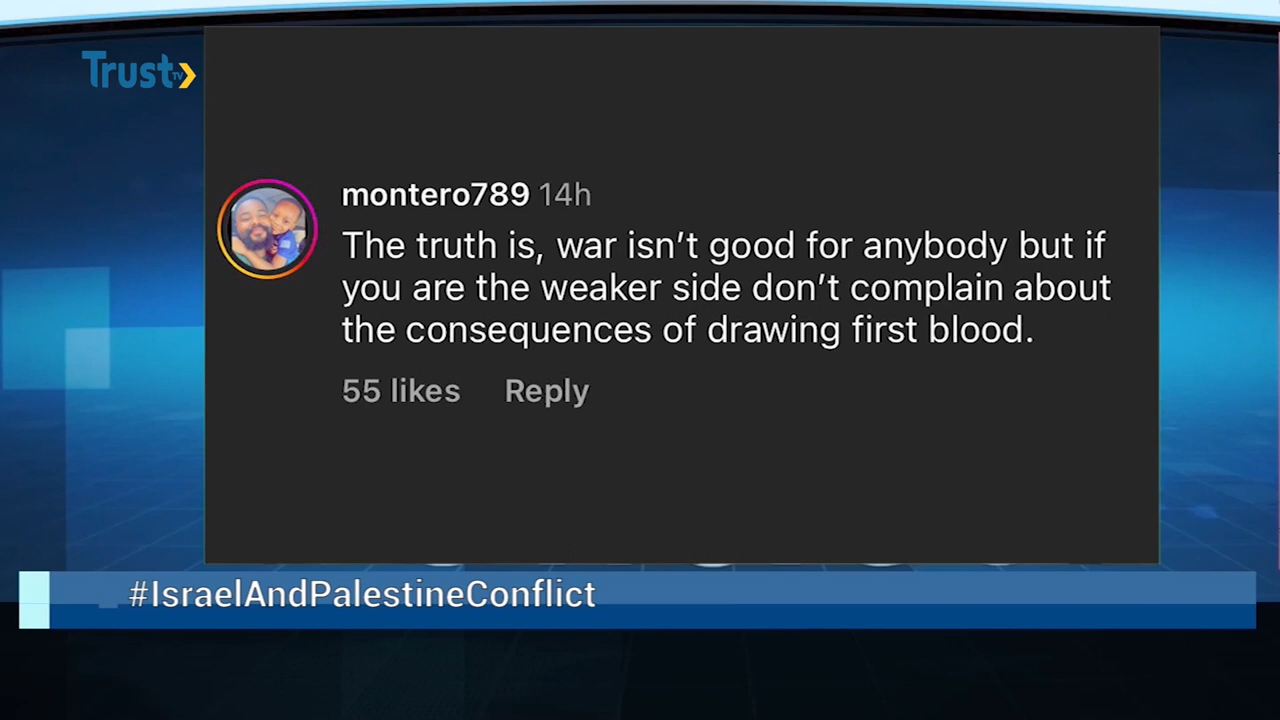 Trust TV
montero789 14h
The truth is, war isn’t good for anybody but if
you are the weaker side don’t complain about
the consequences of drawing first blood.
55 likes Reply
#IsraelAndPalestineConflict